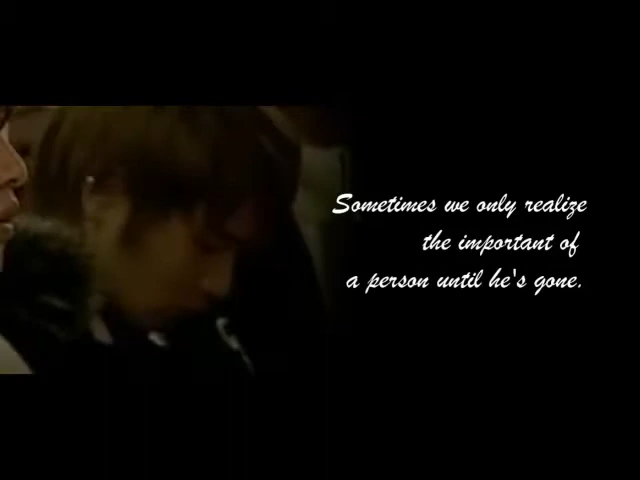 Sometimes we only realize
the important of
a person until he's gone.